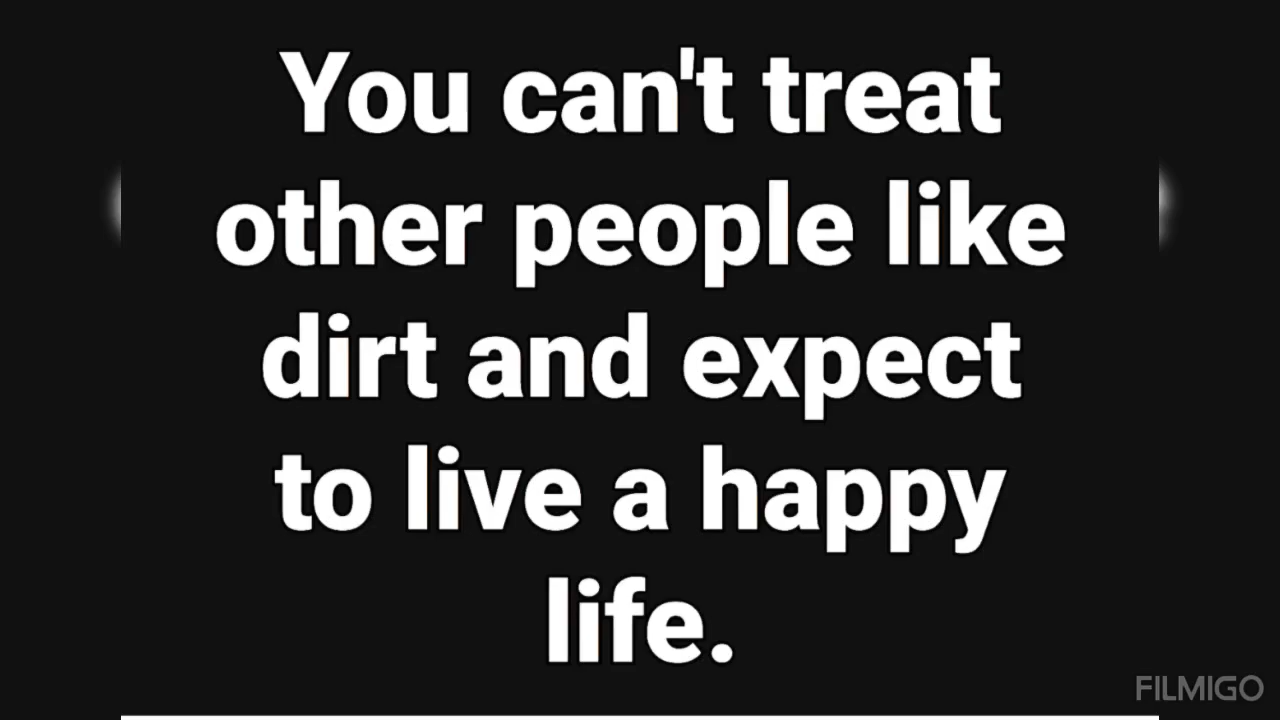 You can't treat
other people like
dirt and expect
to live a happy
life.
FILMIGO